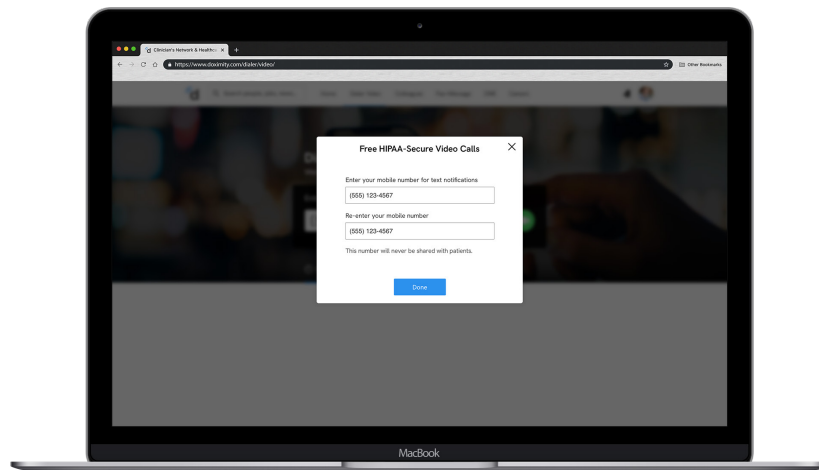 Clinician's Network & Healthc
https://www.doximity.com/dialer/video/
Other Bookmarks
Free HIPAA-Secure Video Calls
Enter your mobile number for text notifications
(555) 123-4567
Re-enter your mobile number
(555) 123-4567
This number will never be shared with patients.
Done
MacBook